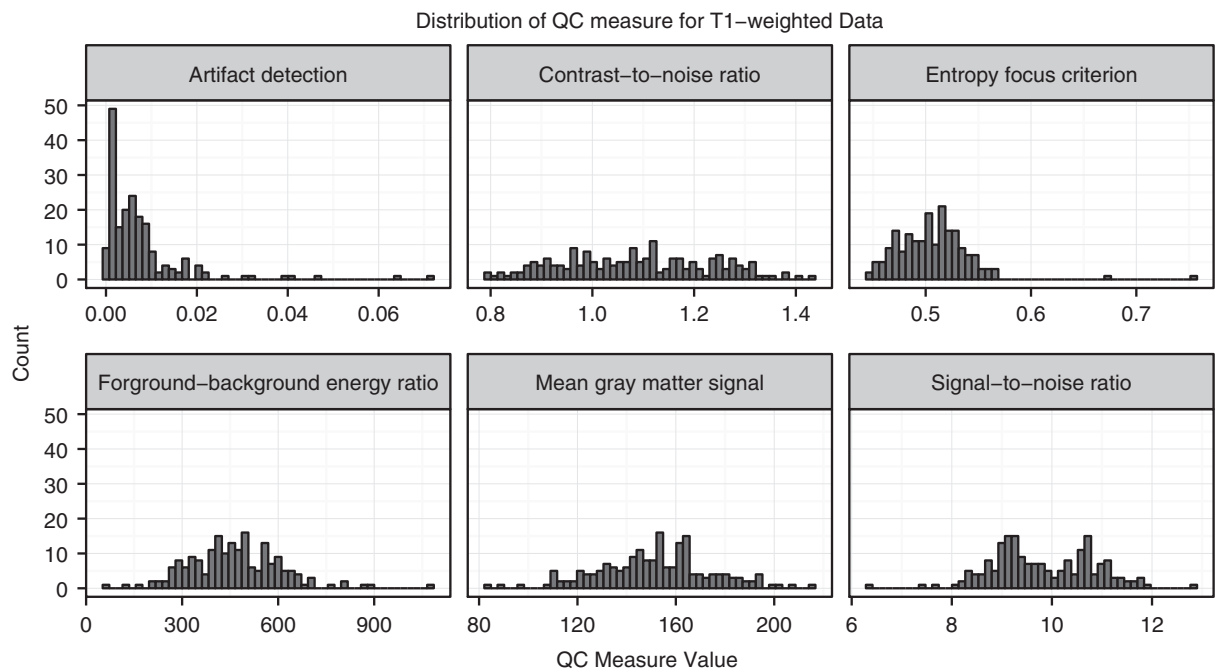 Distribution of QC measure for T1−weighted Data
Artifact detection
Contrast−to−noise ratio
Entropy focus criterion
50
40
30
20
10
0
0.00 0.02 0.04 0.06
0.8 1.0 1.2 1.4
0.5 0.6 0.7
Count
Forground−background energy ratio
Mean gray matter signal
Signal−to−noise ratio
50
40
30
20
10
0
0 300 600 900
80 120 160 200
6 8 10 12
QC Measure Value